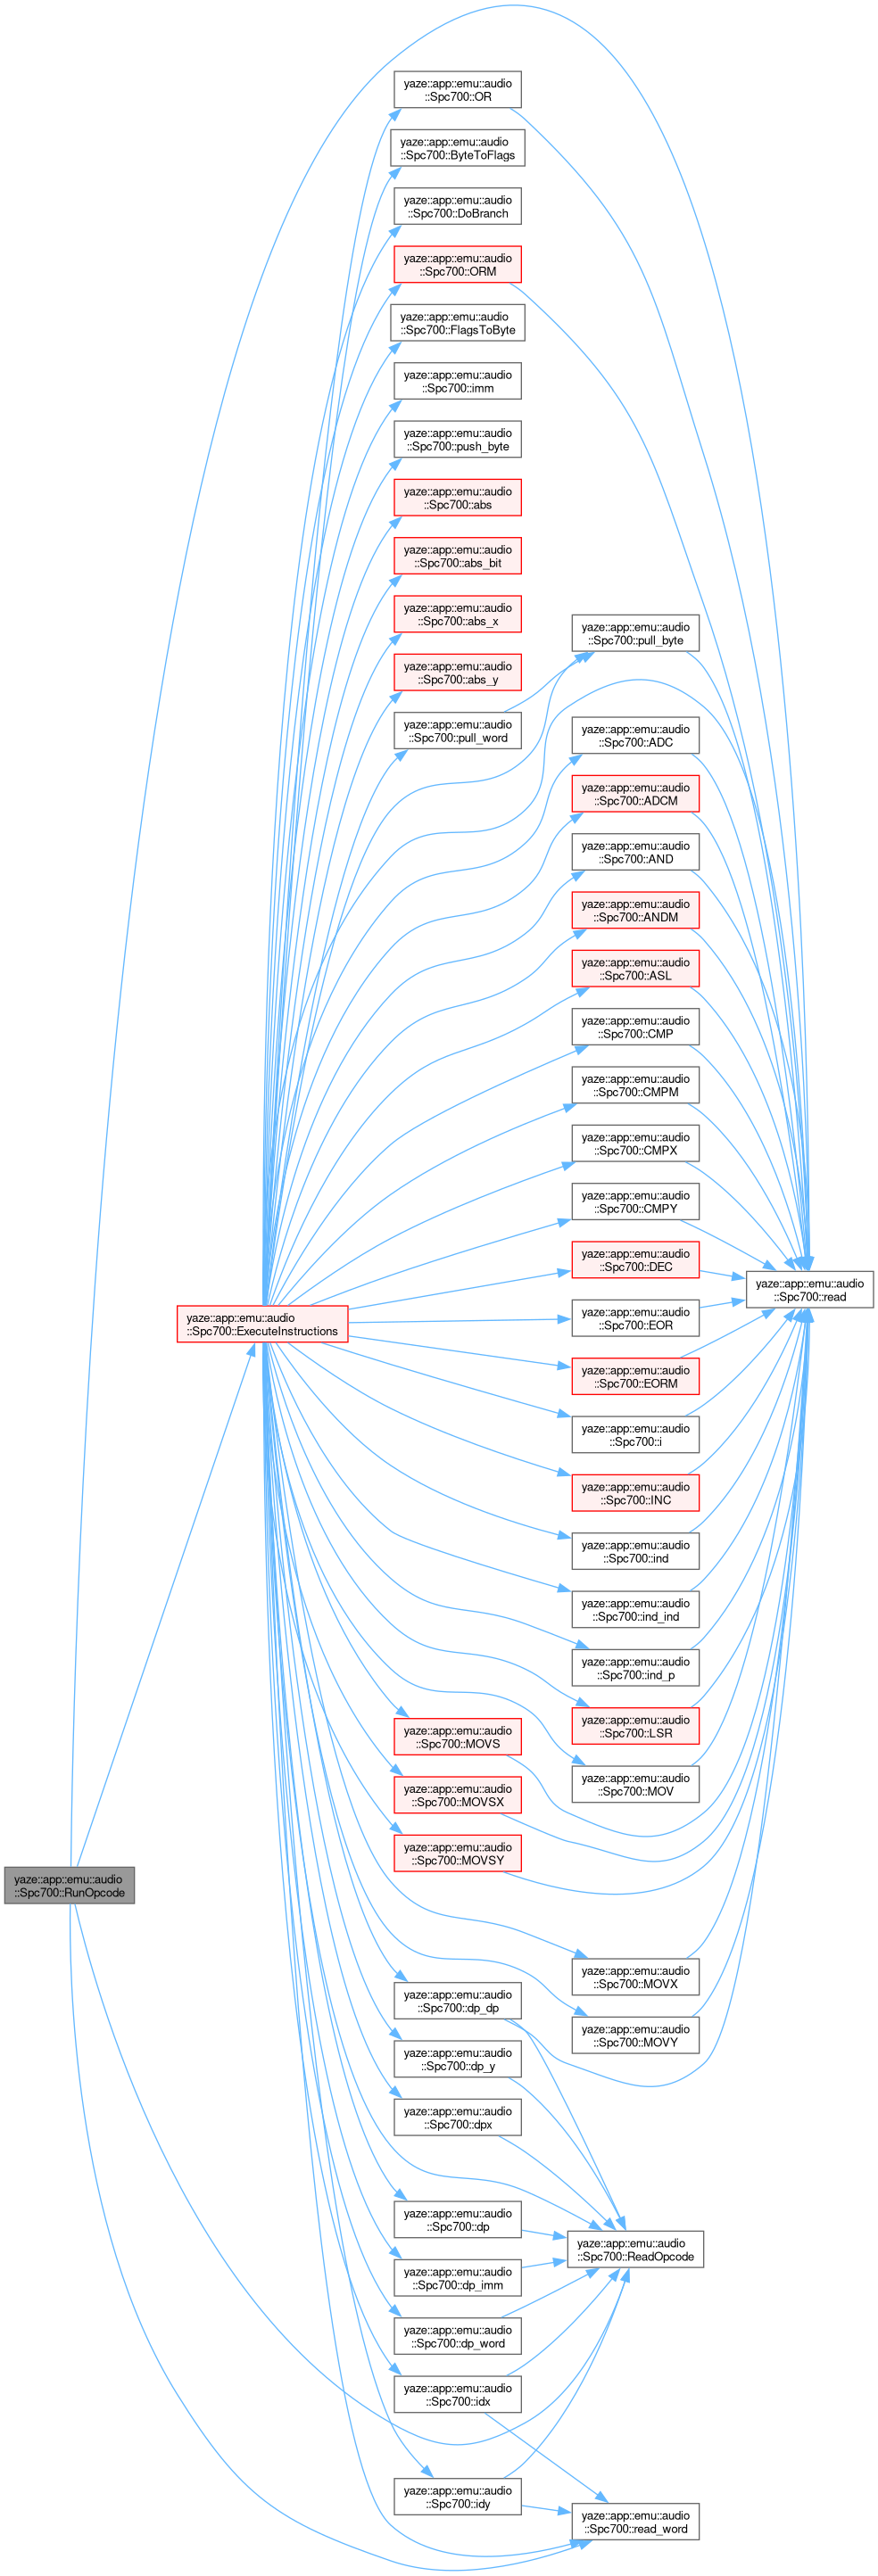 yaze::app::emu::audio
::Spc700::OR
yaze::app::emu::audio
::Spc700::ByteToFlags
yaze::app::emu::audio
::Spc700::DoBranch
yaze::app::emu::audio
::Spc700::ORM
yaze::app::emu::audio
::Spc700::FlagsToByte
yaze::app::emu::audio
::Spc700::imm
yaze::app::emu::audio
::Spc700::push_byte
yaze::app::emu::audio
::Spc700::abs
yaze::app::emu::audio
::Spc700::abs_bit
yaze::app::emu::audio
::Spc700::abs_x
yaze::app::emu::audio
::Spc700::pull_byte
yaze::app::emu::audio
::Spc700::abs_y
yaze::app::emu::audio
::Spc700::pull_word
yaze::app::emu::audio
::Spc700::ADC
yaze::app::emu::audio
::Spc700::ADCM
yaze::app::emu::audio
::Spc700::AND
yaze::app::emu::audio
::Spc700::ANDM
yaze::app::emu::audio
::Spc700::ASL
yaze::app::emu::audio
::Spc700::CMP
yaze::app::emu::audio
::Spc700::CMPM
yaze::app::emu::audio
::Spc700::CMPX
yaze::app::emu::audio
::Spc700::CMPY
yaze::app::emu::audio
::Spc700::DEC
yaze::app::emu::audio
::Spc700::read
yaze::app::emu::audio
::Spc700::ExecuteInstructions
yaze::app::emu::audio
::Spc700::EOR
yaze::app::emu::audio
::Spc700::EORM
yaze::app::emu::audio
::Spc700::i
yaze::app::emu::audio
::Spc700::INC
yaze::app::emu::audio
::Spc700::ind
yaze::app::emu::audio
::Spc700::ind_ind
yaze::app::emu::audio
::Spc700::ind_p
yaze::app::emu::audio
::Spc700::LSR
yaze::app::emu::audio
::Spc700::MOVS
yaze::app::emu::audio
::Spc700::MOV
yaze::app::emu::audio
::Spc700::MOVSX
yaze::app::emu::audio
::Spc700::MOVSY
yaze::app::emu::audio
::Spc700::RunOpcode
yaze::app::emu::audio
::Spc700::MOVX
yaze::app::emu::audio
::Spc700::dp_dp
yaze::app::emu::audio
::Spc700::MOVY
yaze::app::emu::audio
::Spc700::dp_y
yaze::app::emu::audio
::Spc700::dpx
yaze::app::emu::audio
::Spc700::dp
yaze::app::emu::audio
::Spc700::ReadOpcode
yaze::app::emu::audio
::Spc700::dp_imm
yaze::app::emu::audio
::Spc700::dp_word
yaze::app::emu::audio
::Spc700::idx
yaze::app::emu::audio
::Spc700::idy
yaze::app::emu::audio
::Spc700::read_word